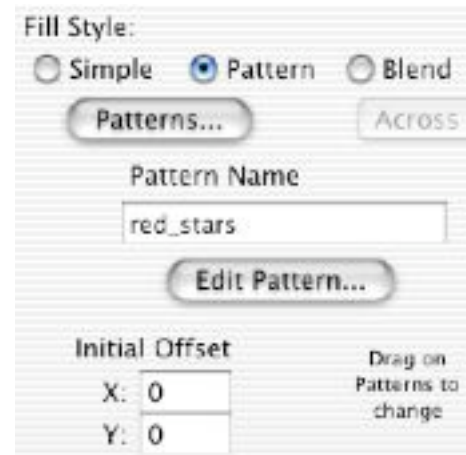 Fill Style:
Simple Pattern Blend
Patterns... Across
Pattern Name
red_stars
Edit Pattern...
Initial Offset
Drag on
X: 0 Patterns to
change
Y: 0